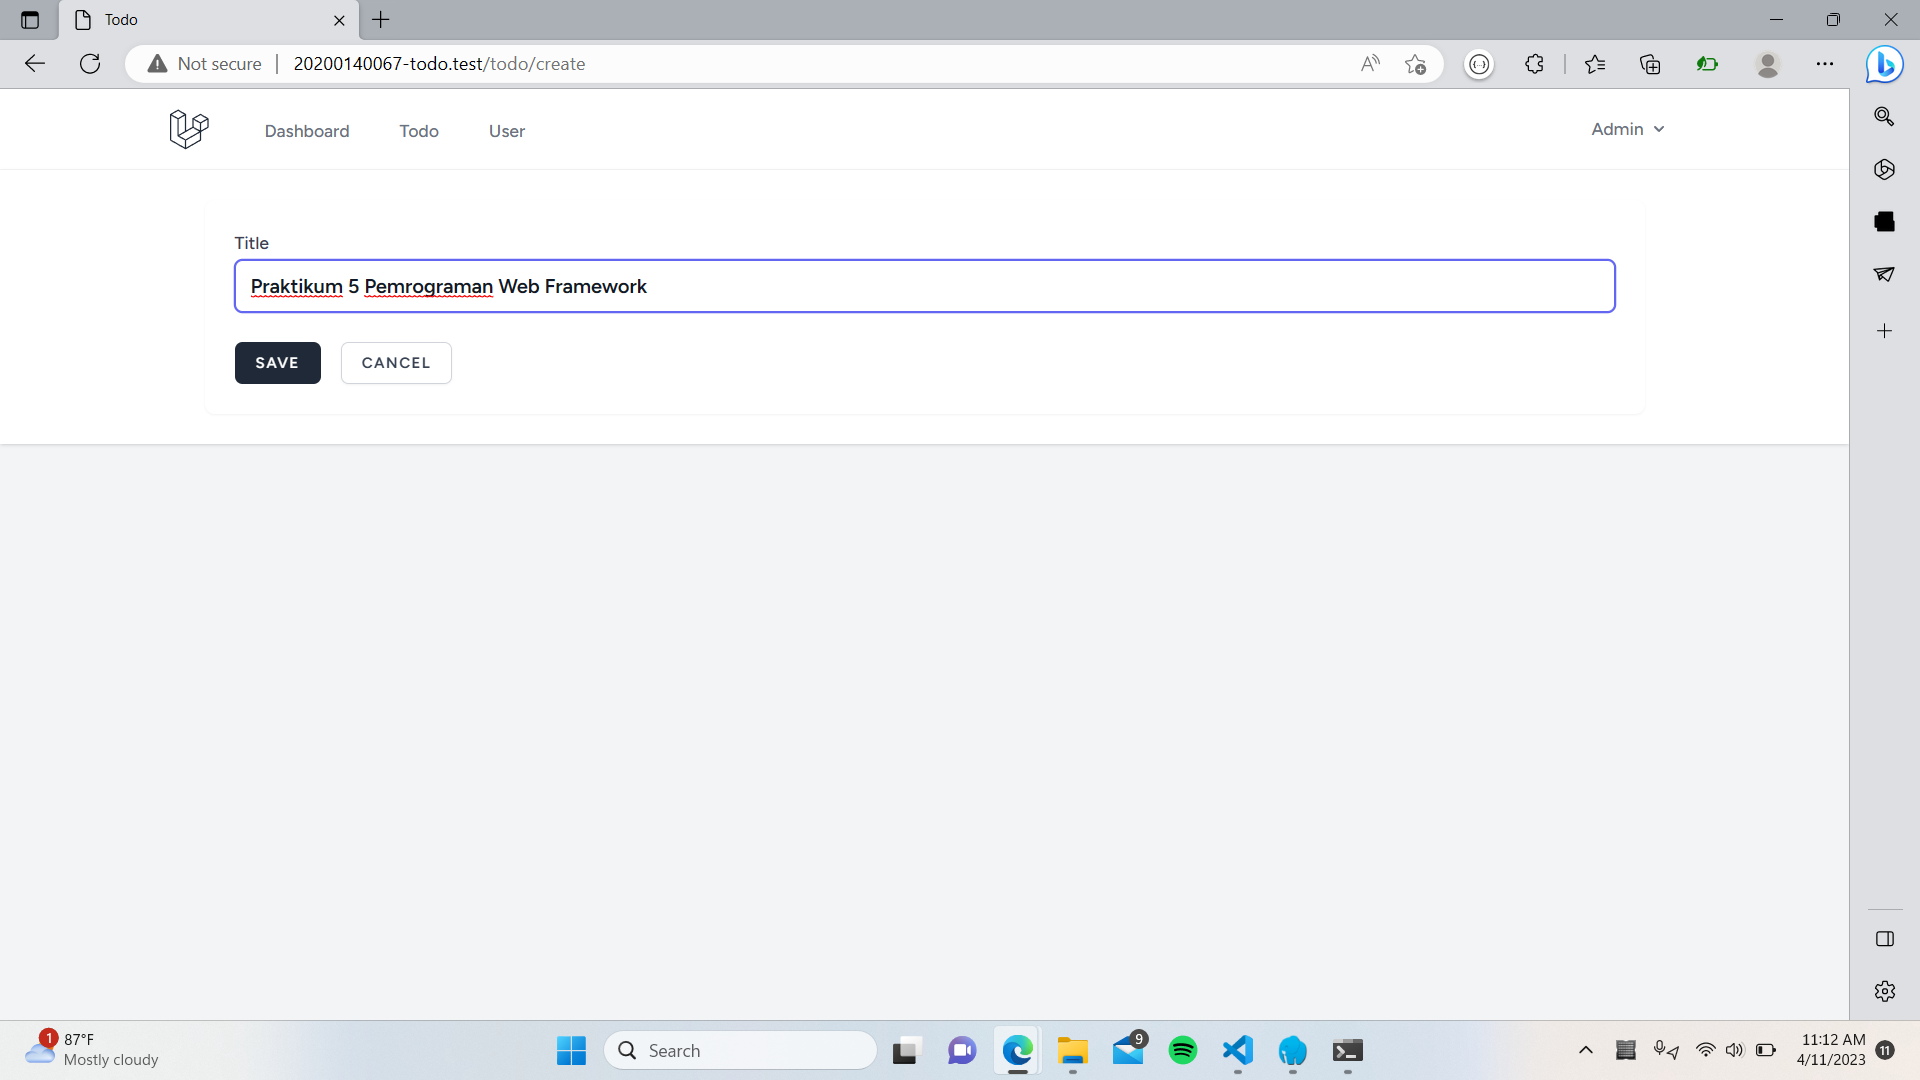 Todo
Not secure
20200140067-todo.test/todo/create
Dashboard
Todo
User
Admin
Title
Praktikum 5 Pemrograman Web Framework
SAVE
CANCEL
1
87°F
Mostly cloudy
Search
9
11:12 AM
4/11/2023
11